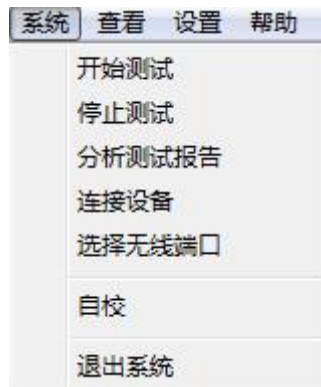 系统 查看 设置 帮助
开始测试
停止测试
分析测试报告
连接设备
选择无线端口
自校
退出系统